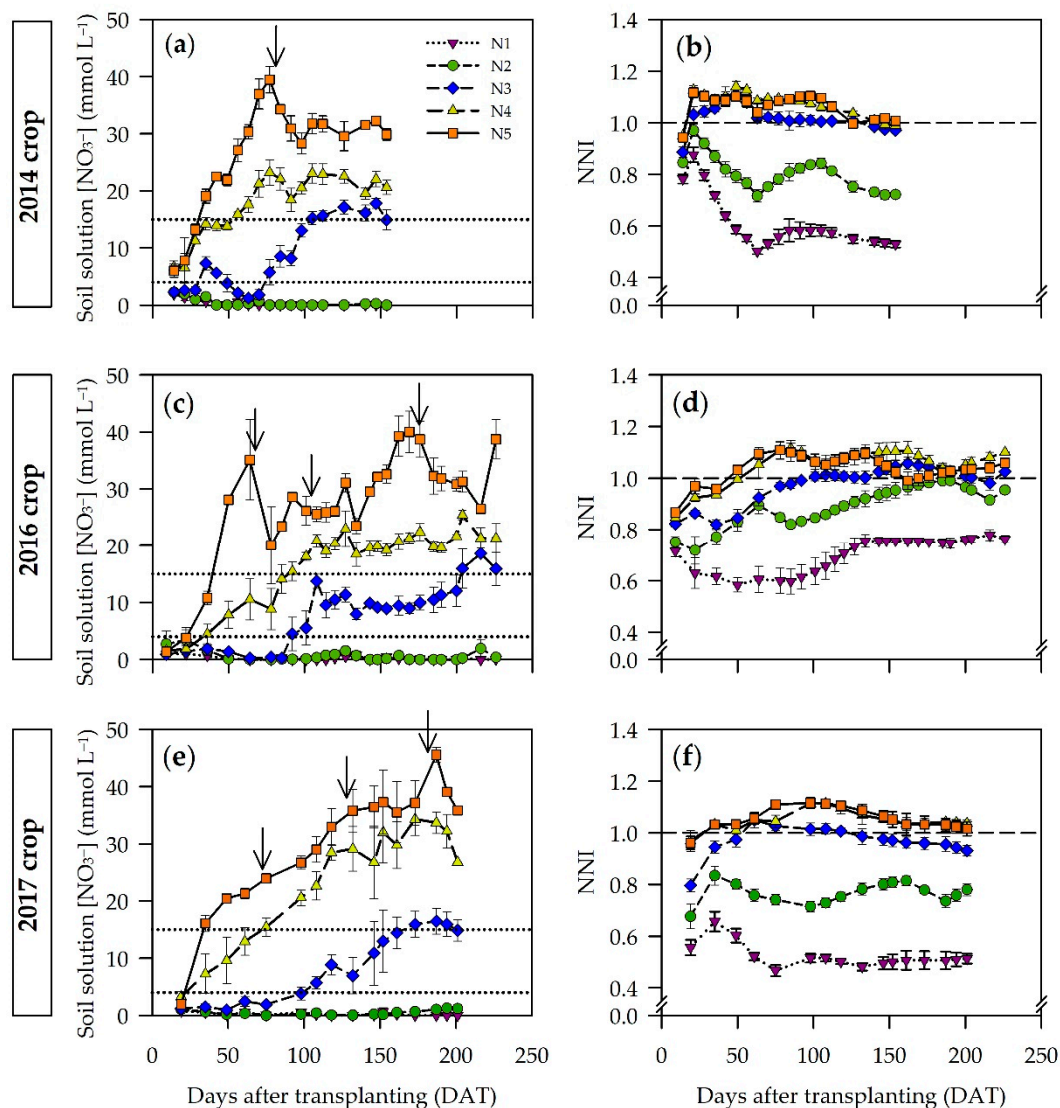 2014 crop
Soil solution [NO₃⁻] (mmol L⁻¹)
50
40
30
20
10
0
(a)
N1
N2
N3
N4
N5
NNI
1.4
1.2
1.0
0.8
0.6
0.4
0.0
(b)
2016 crop
Soil solution [NO₃⁻] (mmol L⁻¹)
50
40
30
20
10
0
(c)
NNI
1.4
1.2
1.0
0.8
0.6
0.4
0.0
(d)
2017 crop
Soil solution [NO₃⁻] (mmol L⁻¹)
50
40
30
20
10
0
(e)
0 50 100 150 200 250
Days after transplanting (DAT)
NNI
1.4
1.2
1.0
0.8
0.6
0.4
0.0
(f)
0 50 100 150 200 250
Days after transplanting (DAT)